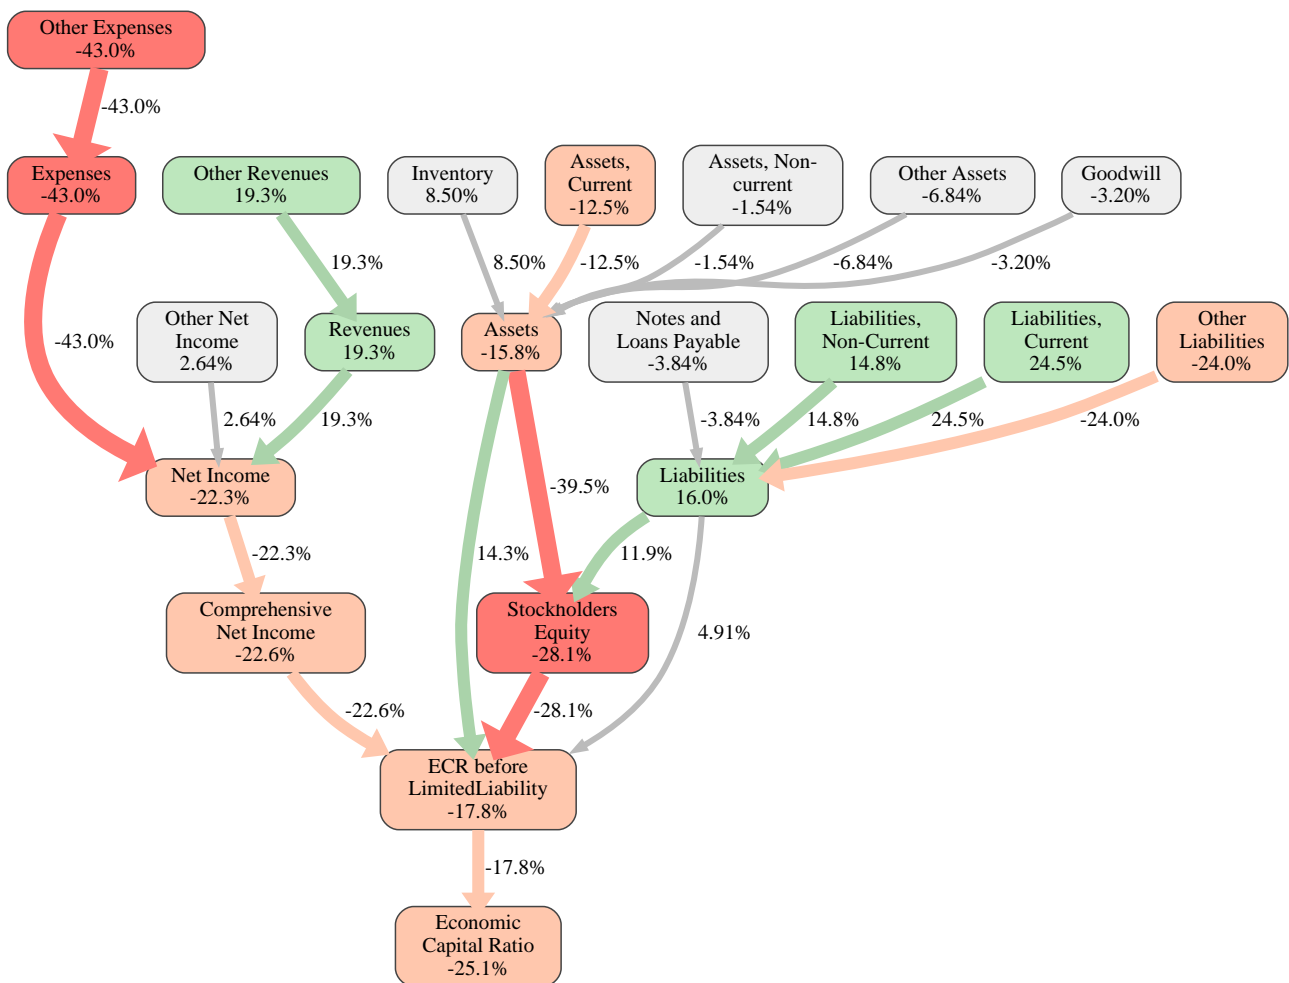 Other Expenses
-43.0%
-43.0%
Expenses
-43.0%
Other Revenues
19.3%
Inventory
8.50%
Assets,
Current
-12.5%
Assets, Non-
current
-1.54%
Other Assets
-6.84%
Goodwill
-3.20%
19.3%
8.50%
-12.5%
-1.54%
-6.84%
-3.20%
-43.0%
Other Net
Income
2.64%
Revenues
19.3%
Assets
-15.8%
Notes and
Loans Payable
-3.84%
Liabilities,
Non-Current
14.8%
Liabilities,
Current
24.5%
Other
Liabilities
-24.0%
2.64%
19.3%
-3.84%
14.8%
24.5%
-24.0%
Net Income
-22.3%
-39.5%
Liabilities
16.0%
-22.3%
14.3%
11.9%
Comprehensive
Net Income
-22.6%
Stockholders
Equity
-28.1%
4.91%
-22.6%
-28.1%
ECR before
LimitedLiability
-17.8%
-17.8%
Economic
Capital Ratio
-25.1%